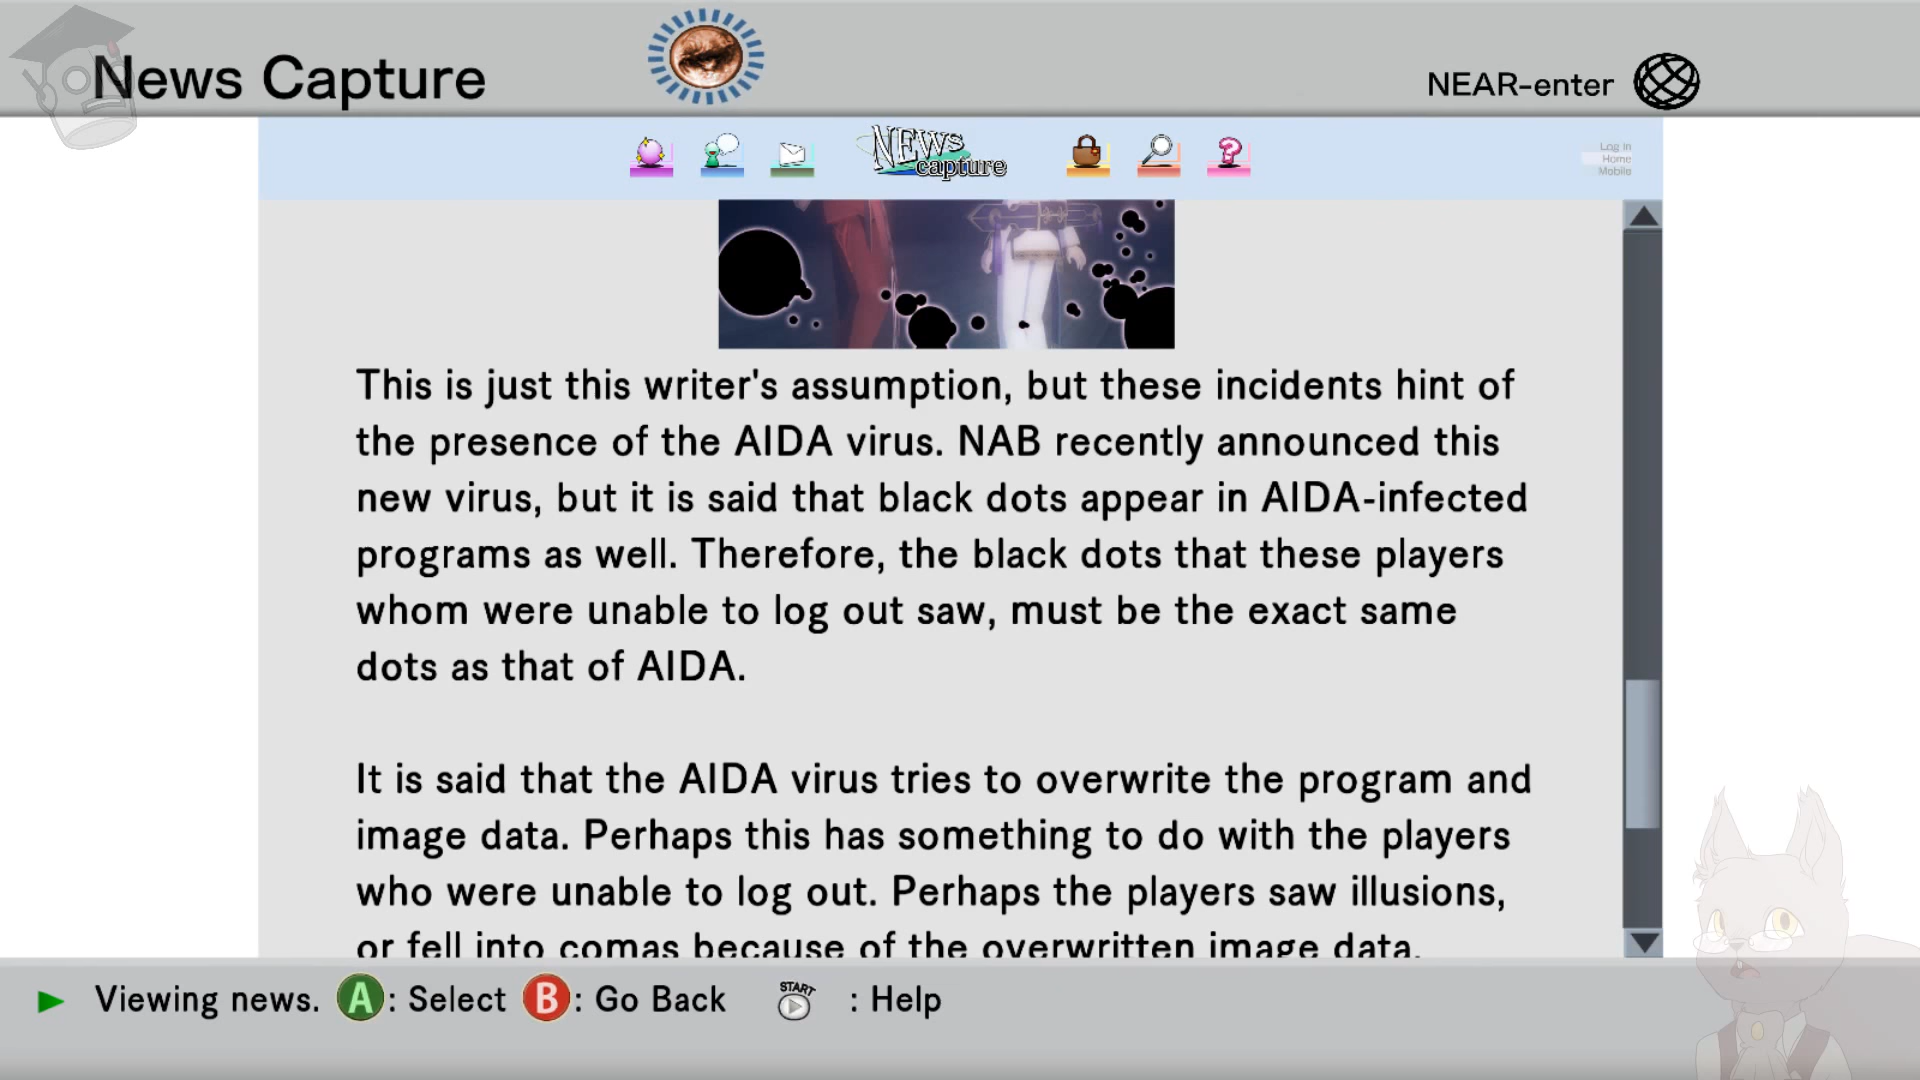 News Capture
NEAR-enter
NEWS
capture
Log in
Home
Mobile
This is just this writer's assumption, but these incidents hint of
the presence of the AIDA virus. NAB recently announced this
new virus, but it is said that black dots appear in AIDA-infected
programs as well. Therefore, the black dots that these players
whom were unable to log out saw, must be the exact same
dots as that of AIDA.
It is said that the AIDA virus tries to overwrite the program and
image data. Perhaps this has something to do with the players
who were unable to log out. Perhaps the players saw illusions,
or fell into comas because of the overwritten image data.
Viewing news. A: Select B: Go Back START : Help